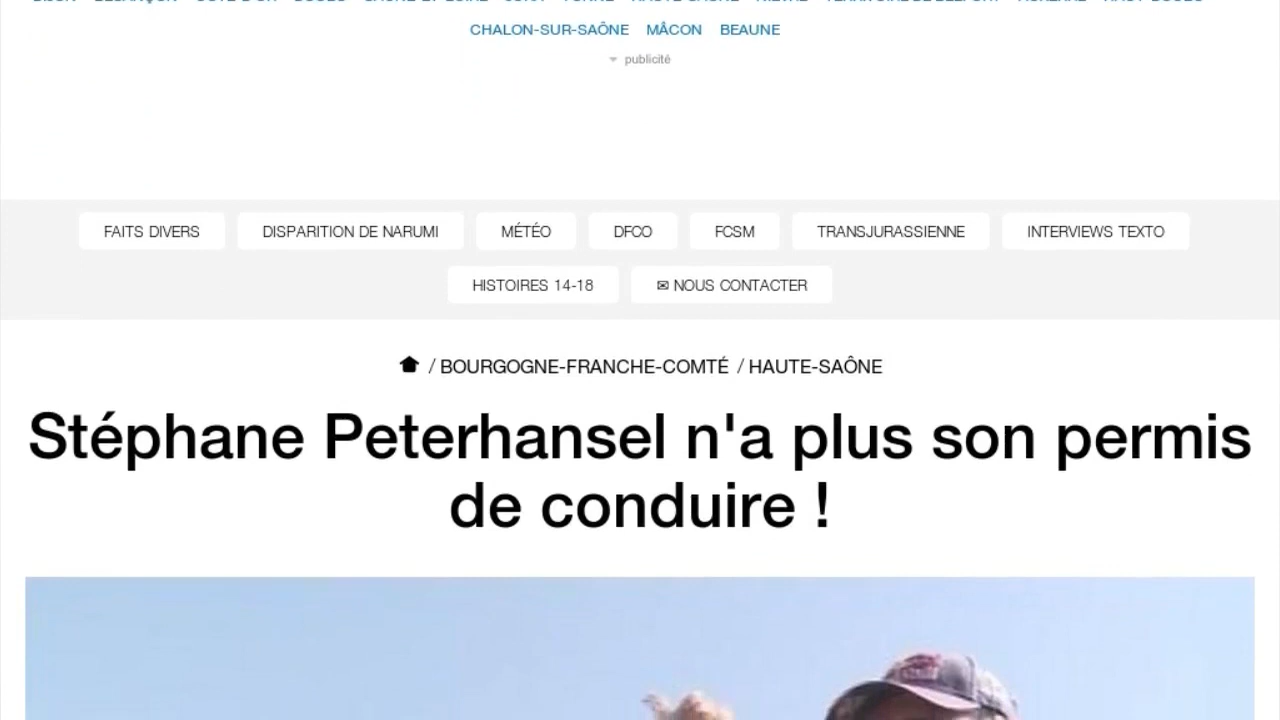 CHALON-SUR-SAÔNE MÂCON BEAUNE
publicité
FAITS DIVERS DISPARITION DE NARUMI MÉTÉO DFCO FCSM TRANSJURASSIENNE INTERVIEWS TEXTO
HISTOIRES 14-18 ✉ NOUS CONTACTER
/ BOURGOGNE-FRANCHE-COMTÉ / HAUTE-SAÔNE
Stéphane Peterhansel n'a plus son permis
de conduire !